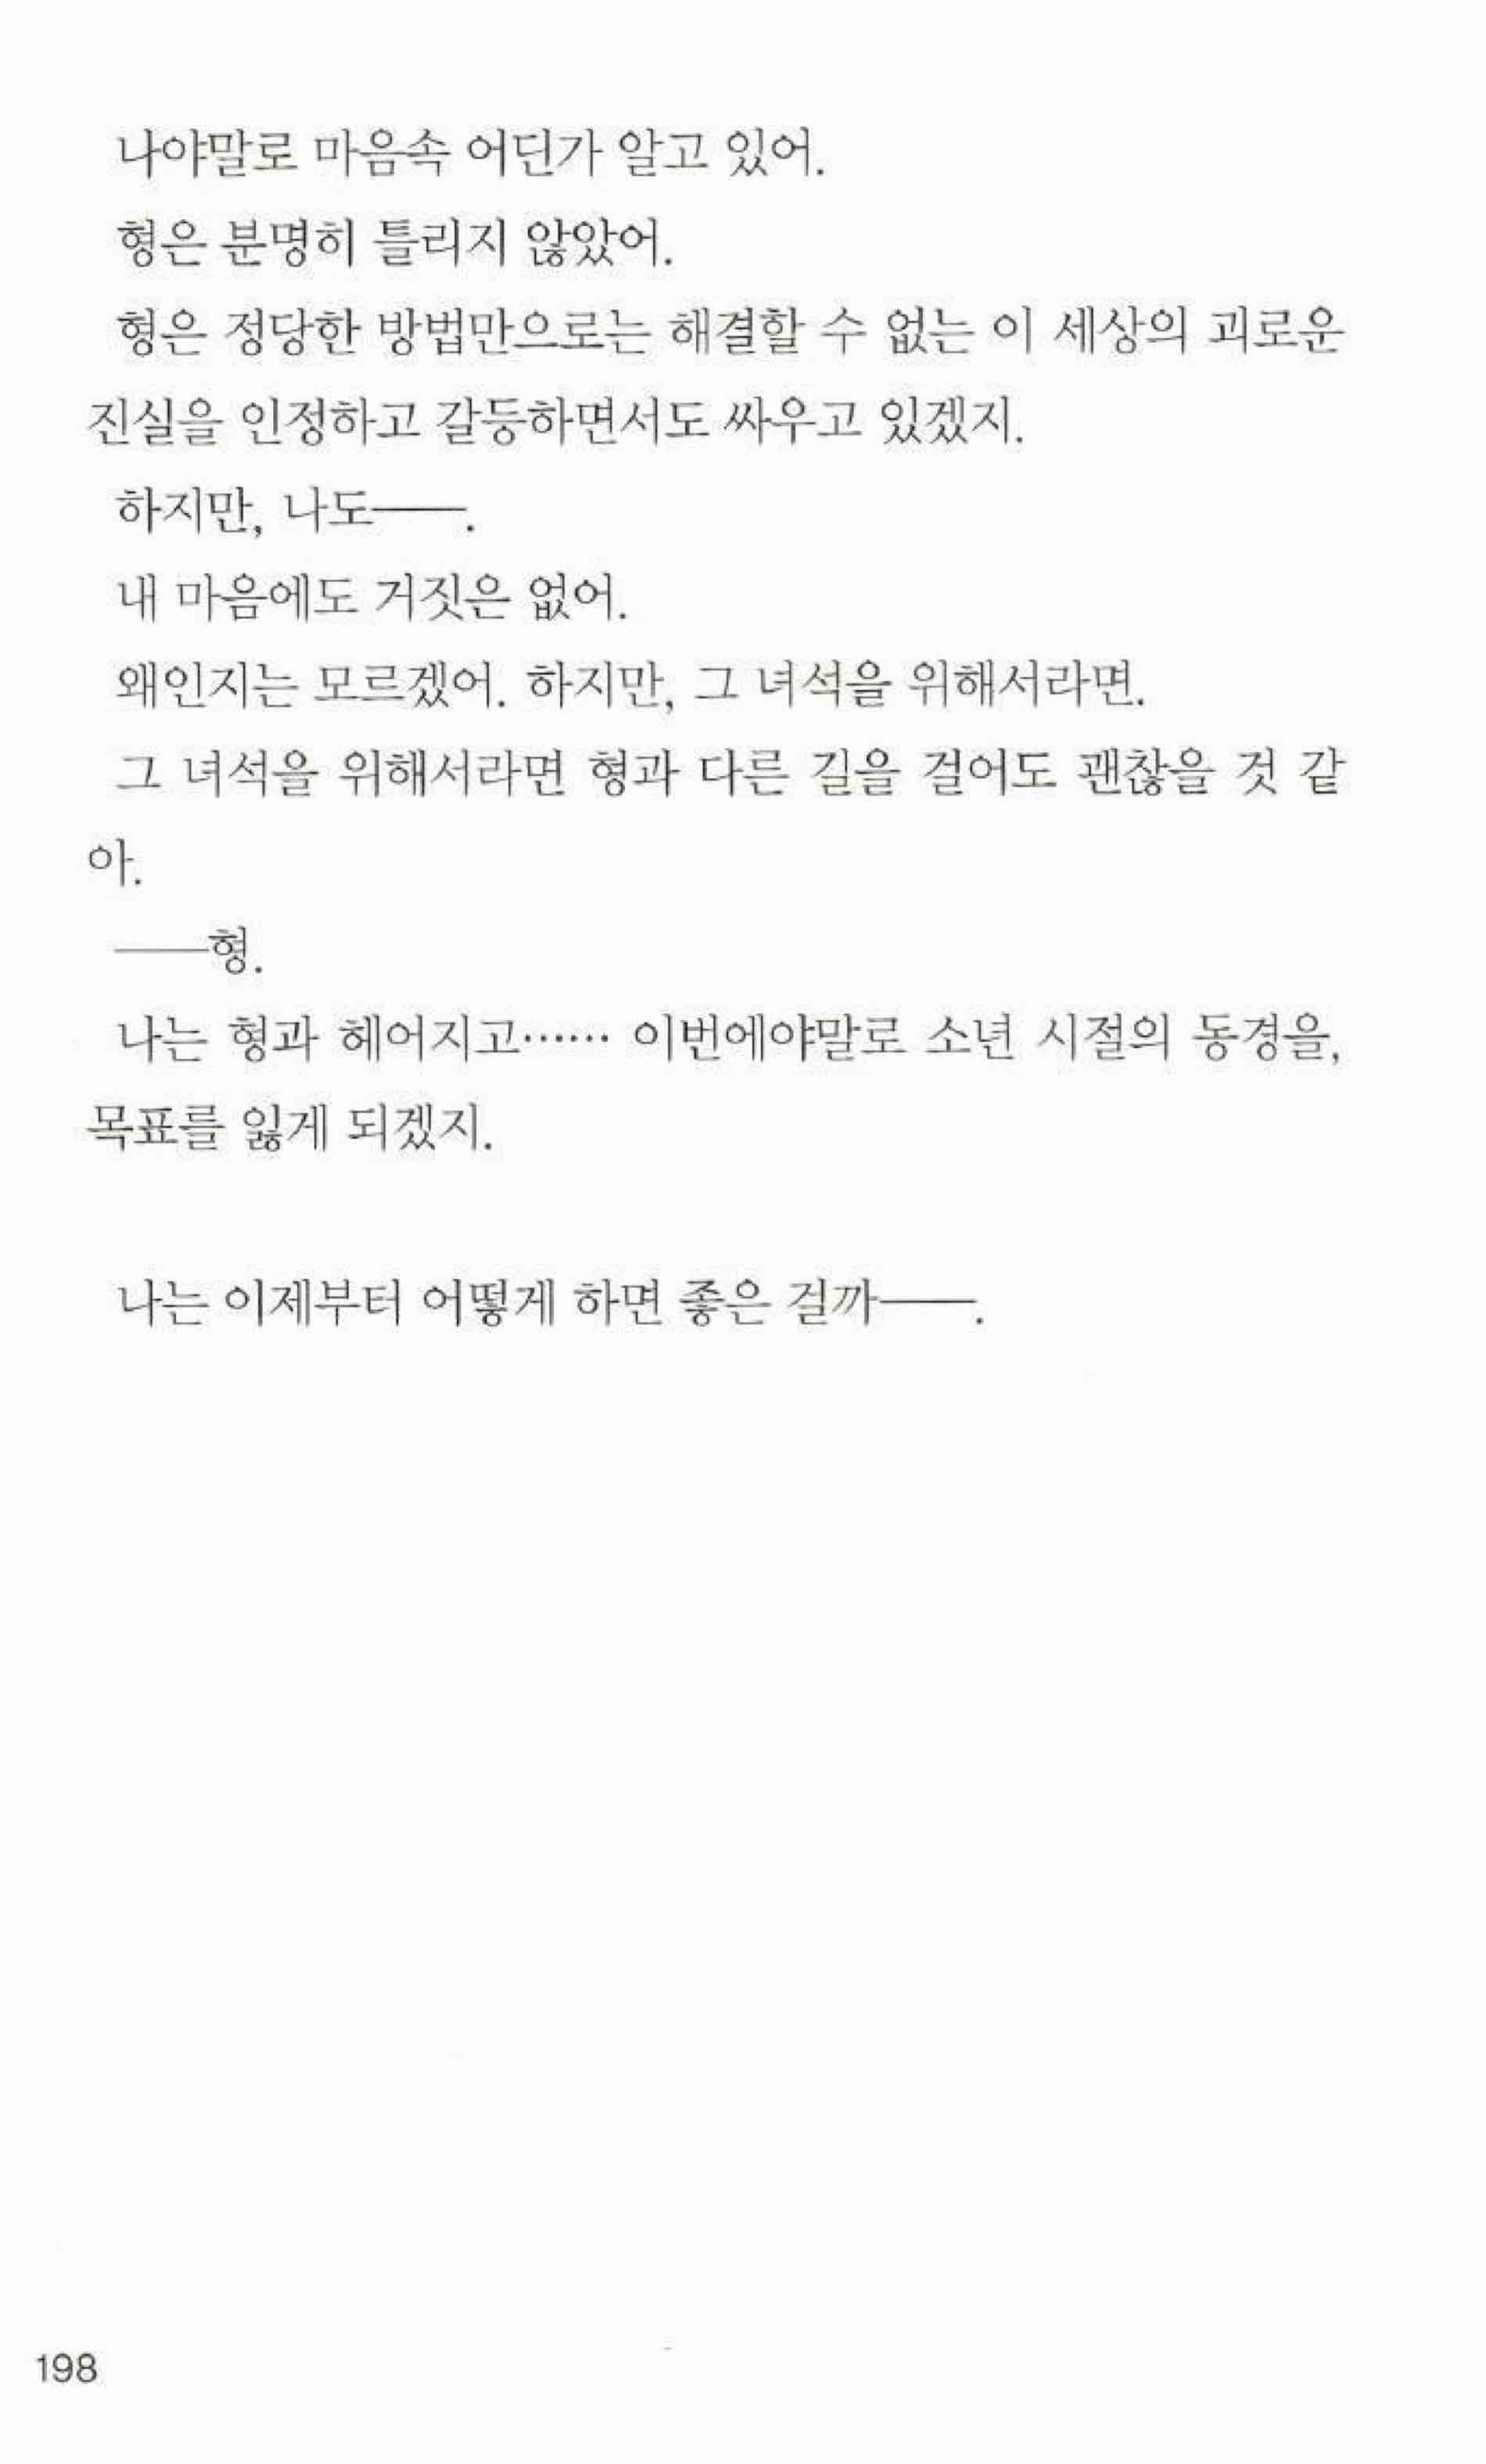 나야말로 마음속 어딘가 알고 있어.
형은 분명히 틀리지 않았어.
형은 정당한 방법만으로는 해결할 수 없는 이 세상의 괴로운
진실을 인정하고 갈등하면서도 싸우고 있겠지.
하지만, 나도──.
내 마음에도 거짓은 없어.
왜인지는 모르겠어. 하지만, 그 녀석을 위해서라면.
그 녀석을 위해서라면 형과 다른 길을 걸어도 괜찮을 것 같
아.
──형.
나는 형과 헤어지고…… 이번에야말로 소년 시절의 동경을,
목표를 잃게 되겠지.
나는 이제부터 어떻게 하면 좋은 걸까──.
198